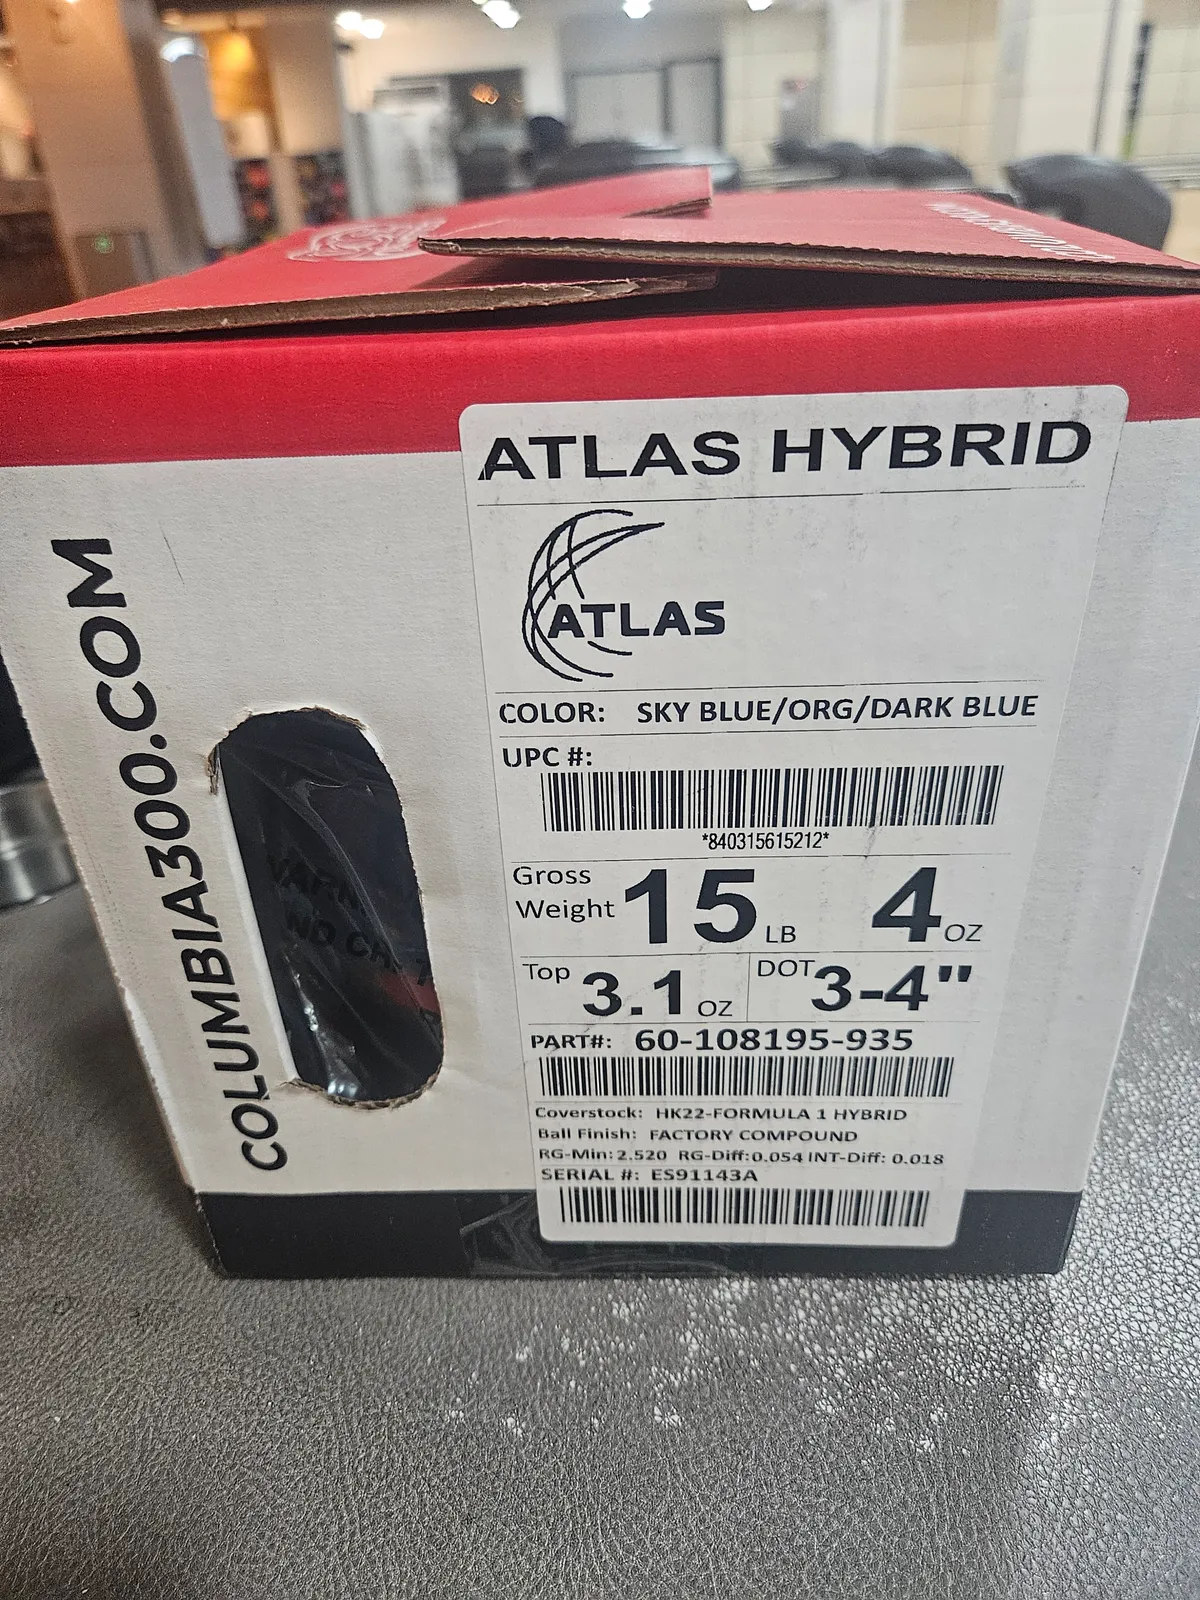 COLUMBIA300.COM
ATLAS HYBRID
ATLAS
COLOR: SKY BLUE/ORG/DARK BLUE
UPC #:
*840315615212*
Gross Weight 15 LB 4 OZ
Top 3.1 OZ DOT 3-4"
PART#: 60-108195-935
Coverstock: HK22-FORMULA 1 HYBRID
Ball Finish: FACTORY COMPOUND
RG-Min: 2.520 RG-Diff:0.054 INT-Diff: 0.018
SERIAL #: ES91143A
NO